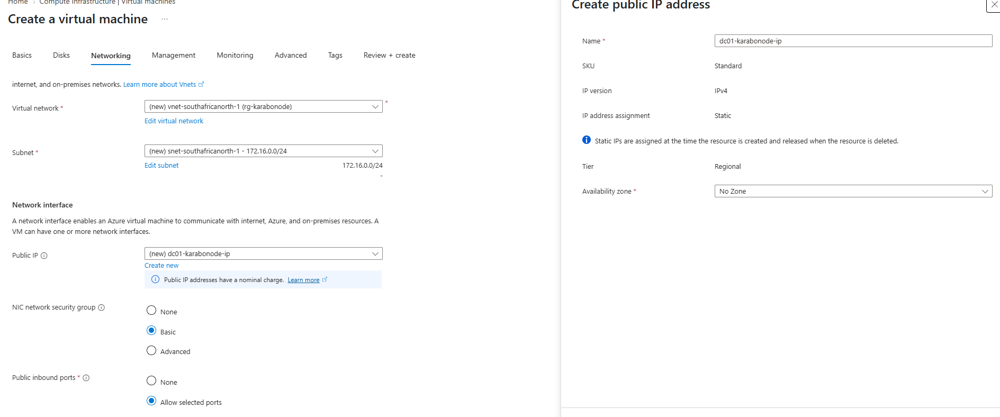 Home > Compute infrastructure | Virtual machines
Create a virtual machine ...
Basics Disks Networking Management Monitoring Advanced Tags Review + create
internet, and on-premises networks. Learn more about Vnets
Virtual network *
(new) vnet-southafricanorth-1 (rg-karabonode) *
Edit virtual network
Subnet *
(new) snet-southafricanorth-1 - 172.16.0.0/24
Edit subnet 172.16.0.0/24
-
Network interface
A network interface enables an Azure virtual machine to communicate with internet, Azure, and on-premises resources. A
VM can have one or more network interfaces.
Public IP
(new) dc01-karabonode-ip
Create new
Public IP addresses have a nominal charge. Learn more
NIC network security group
None
Basic
Advanced
Public inbound ports *
None
Allow selected ports
Create public IP address
Name * dc01-karabonode-ip
SKU Standard
IP version IPv4
IP address assignment Static
Static IPs are assigned at the time the resource is created and released when the resource is deleted.
Tier Regional
Availability zone * No Zone